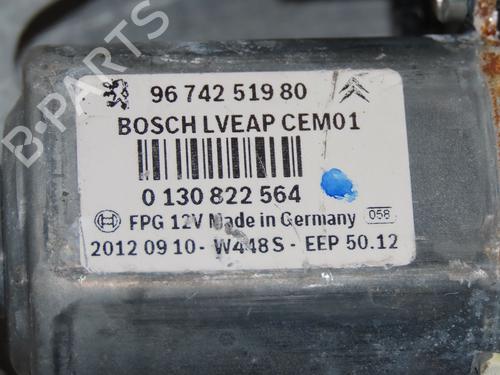 B-PARTS
96 742 519 80
BOSCH LVEAP CEM01
0 130 822 564
FPG 12V Made in Germany 058
2012 09 10- W448S - EEP 50.12